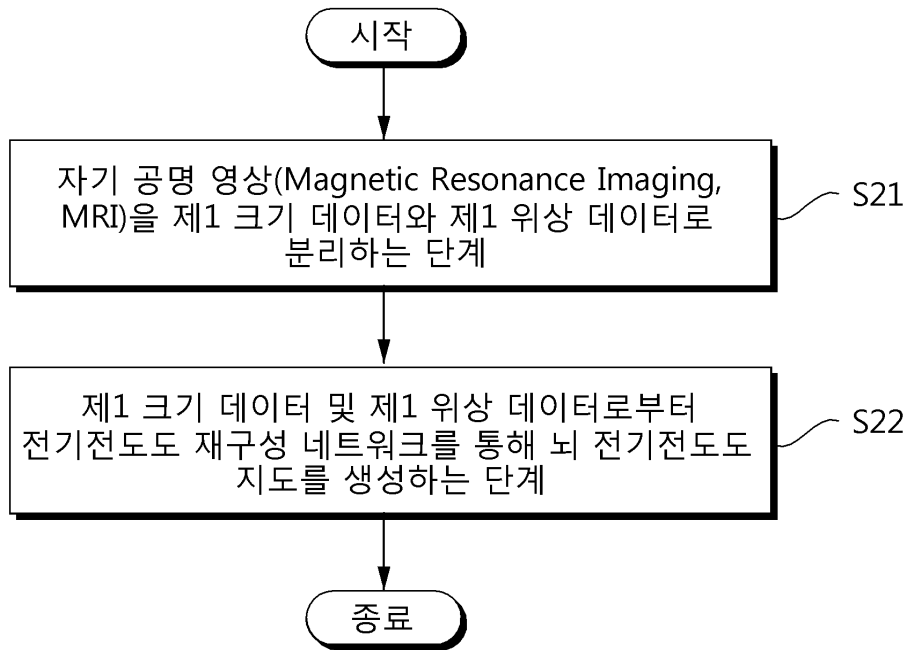 시작
자기 공명 영상(Magnetic Resonance Imaging,
MRI)을 제1 크기 데이터와 제1 위상 데이터로
분리하는 단계
S21
제1 크기 데이터 및 제1 위상 데이터로부터
전기전도도 재구성 네트워크를 통해 뇌 전기전도도
지도를 생성하는 단계
S22
종료